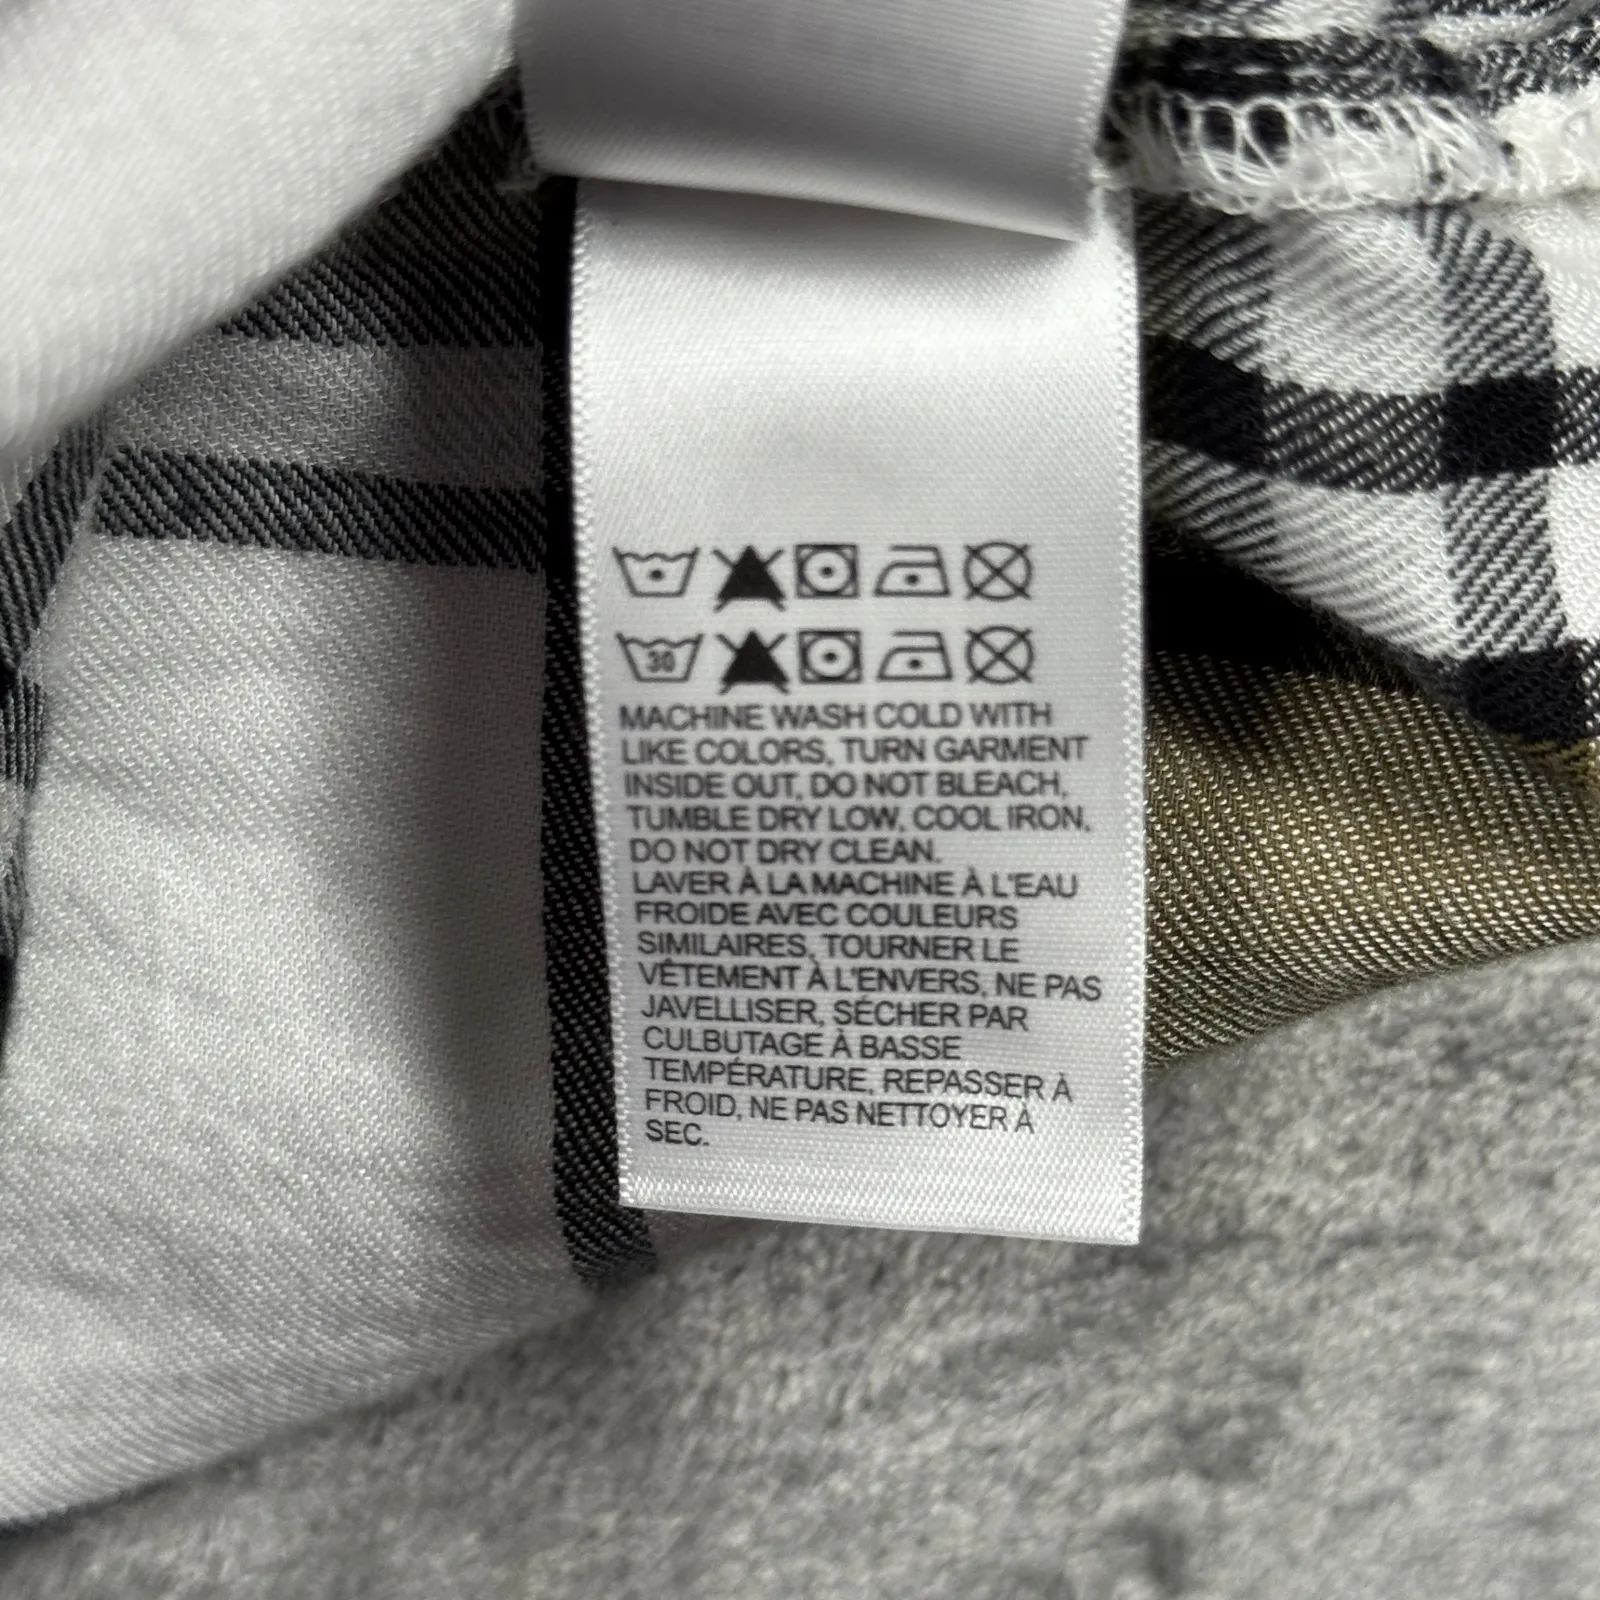 30
MACHINE WASH COLD WITH
LIKE COLORS, TURN GARMENT
INSIDE OUT, DO NOT BLEACH,
TUMBLE DRY LOW, COOL IRON,
DO NOT DRY CLEAN.
LAVER À LA MACHINE À L'EAU
FROIDE AVEC COULEURS
SIMILAIRES, TOURNER LE
VÊTEMENT À L'ENVERS, NE PAS
JAVELLISER, SÉCHER PAR
CULBUTAGE À BASSE
TEMPÉRATURE, REPASSER À
FROID, NE PAS NETTOYER À
SEC.